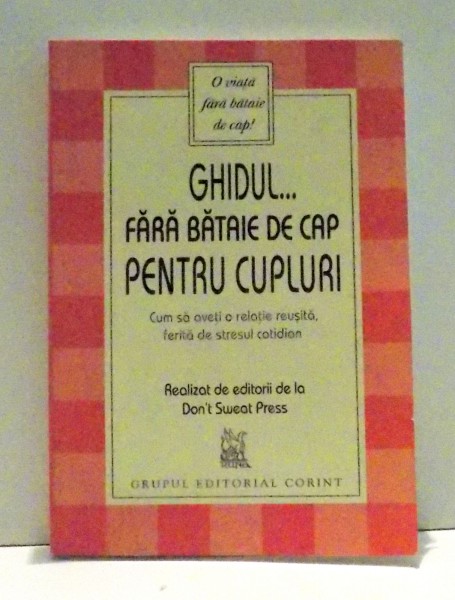 O viață
fără bătaie
de cap!
GHIDUL...
FĂRĂ BĂTAIE DE CAP
PENTRU CUPLURI
Cum să aveți o relație reușită,
ferită de stresul cotidian
Realizat de editorii de la
Don't Sweat Press
GRUPUL EDITORIAL CORINT